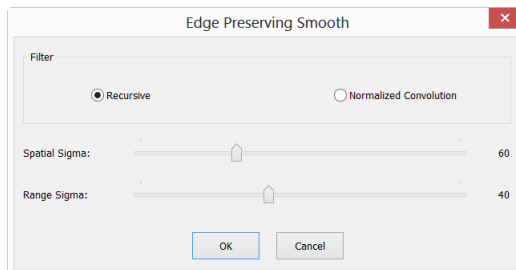 Edge Preserving Smooth
Filter
Recursive Normalized Convolution
Spatial Sigma: 60
Range Sigma: 40
OK Cancel